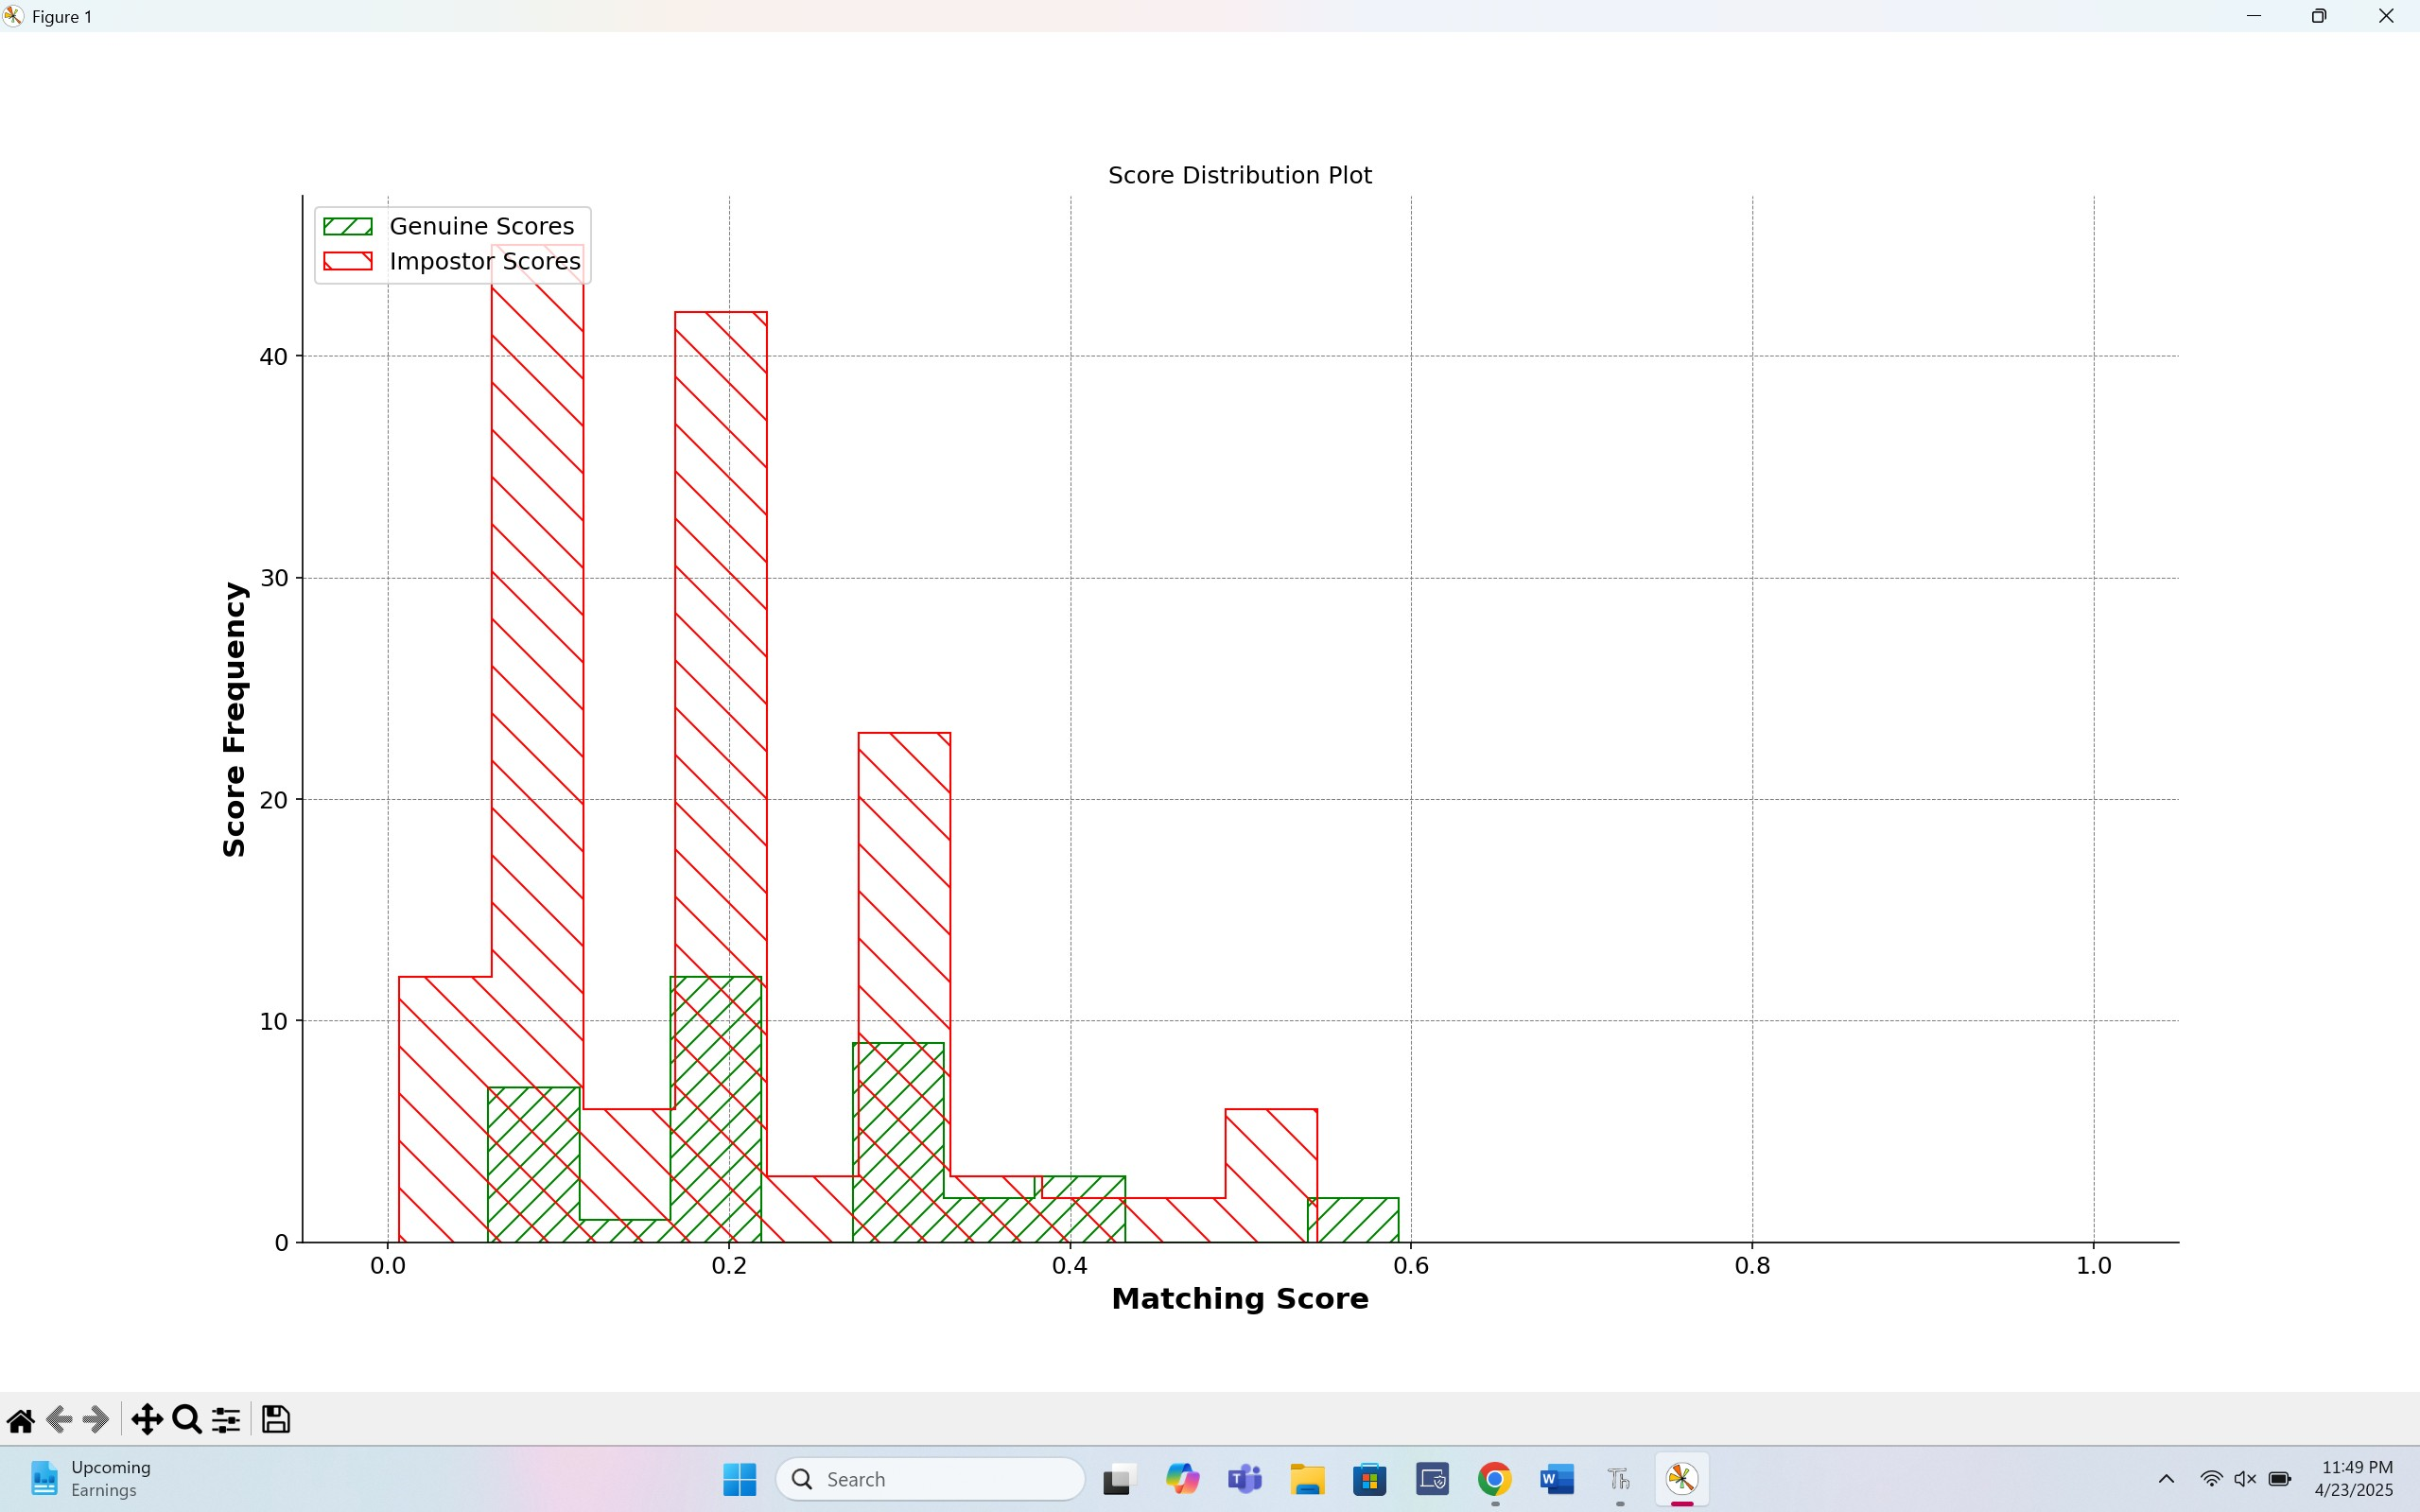 Figure 1
Score Distribution Plot
Genuine Scores
Impostor Scores
40
30
20
10
0
Score Frequency
0.0 0.2 0.4 0.6 0.8 1.0
Matching Score
Upcoming
Earnings
Search
W
Th
11:49 PM
4/23/2025